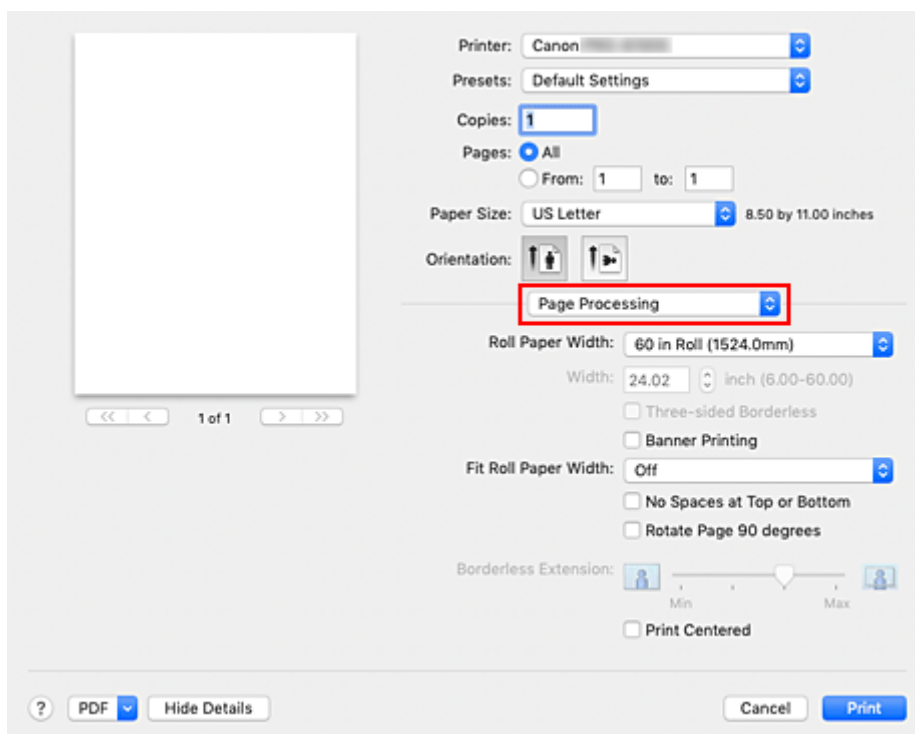 Printer: Canon
Presets: Default Settings
Copies: 1
Pages: All
From: 1 to: 1
Paper Size: US Letter 8.50 by 11.00 inches
Orientation:
Page Processing
Roll Paper Width: 60 in Roll (1524.0mm)
Width: 24.02 inch (6.00-60.00)
Three-sided Borderless
<< < 1 of 1 > >>
Banner Printing
Fit Roll Paper Width: Off
No Spaces at Top or Bottom
Rotate Page 90 degrees
Borderless Extension:
Min Max
Print Centered
? PDF Hide Details Cancel Print